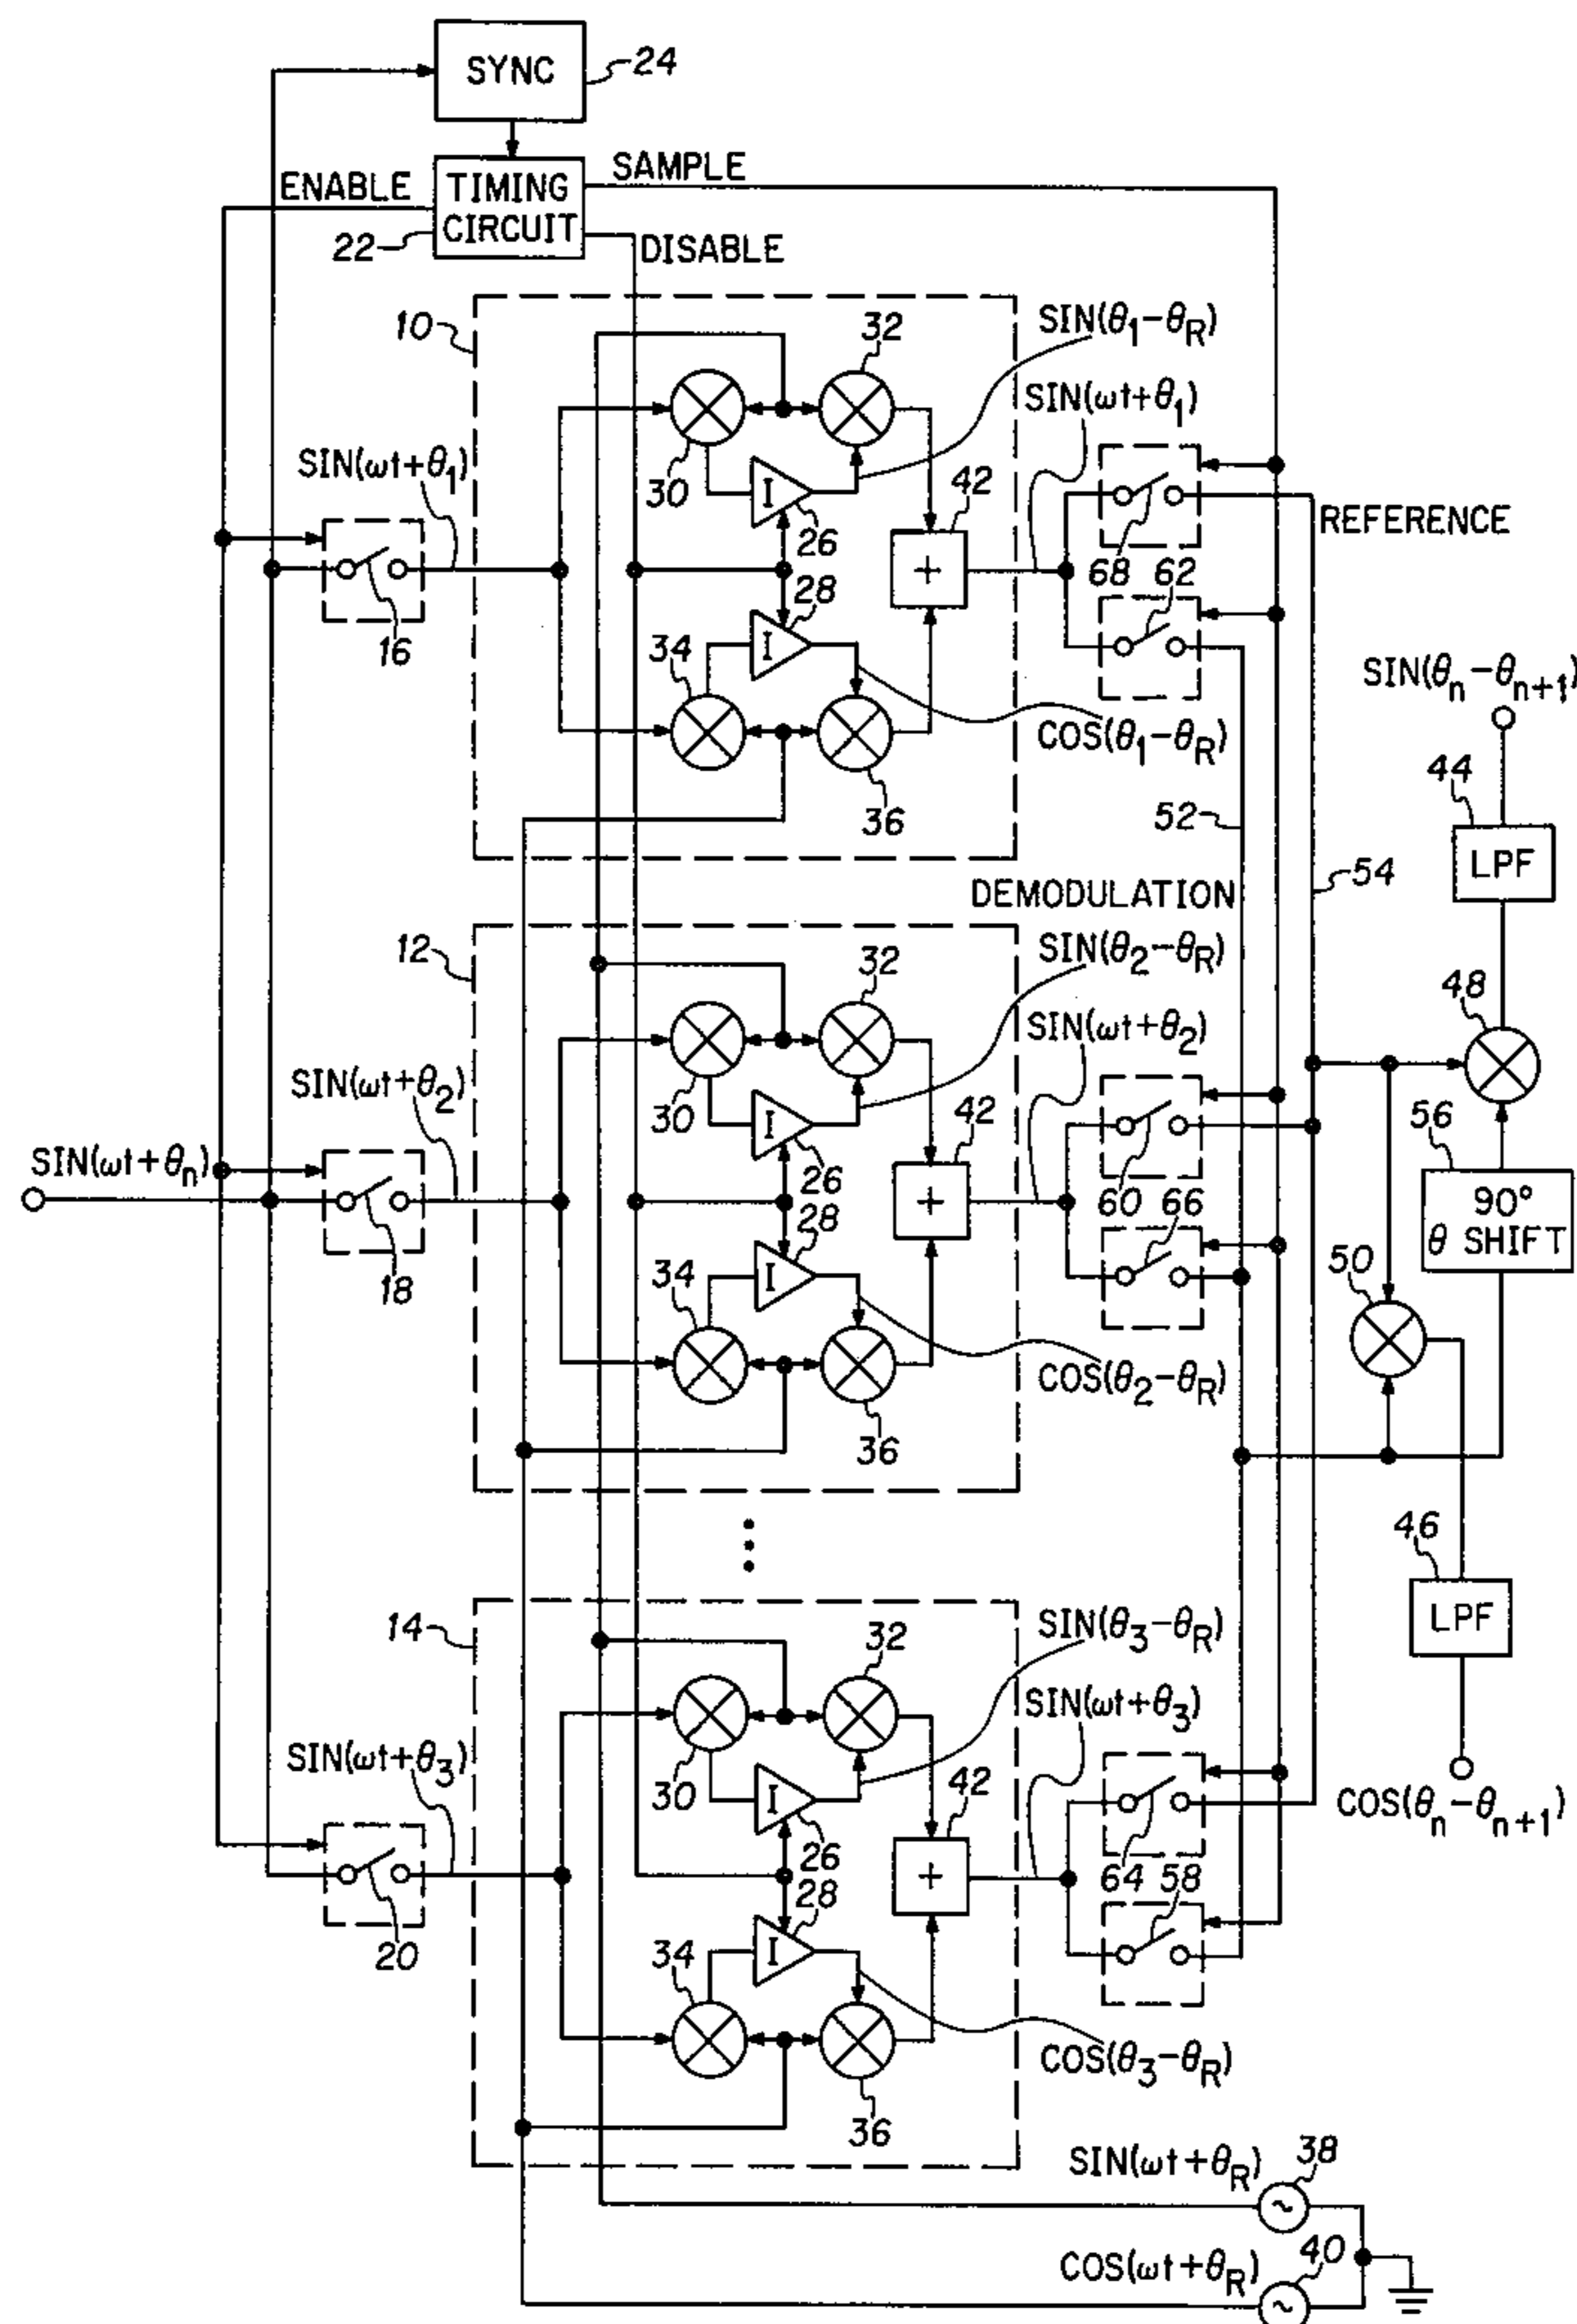 SYNC
24
ENABLE
TIMING
CIRCUIT
SAMPLE
22
DISABLE
10
32
SIN(θ₁-θR)
SIN(ωt+θ₁)
SIN(ωt+θ₁)
30
I
26
42
REFERENCE
+
68
62
16
28
34
I
SIN(θn-θn+1)
COS(θ₁-θR)
36
52
44
LPF
54
DEMODULATION
12
32
SIN(θ₂-θR)
48
SIN(ωt+θ₂)
SIN(ωt+θ₂)
30
I
26
42
56
SIN(ωt+θn)
+
60
66
90°
θ SHIFT
18
28
34
I
50
COS(θ₂-θR)
36
46
LPF
14
32
SIN(θ₃-θR)
SIN(ωt+θ₃)
SIN(ωt+θ₃)
30
I
26
42
COS(θn-θn+1)
+
64
58
20
28
34
I
COS(θ₃-θR)
36
SIN(ωt+θR)
38
~
COS(ωt+θR)
40
~